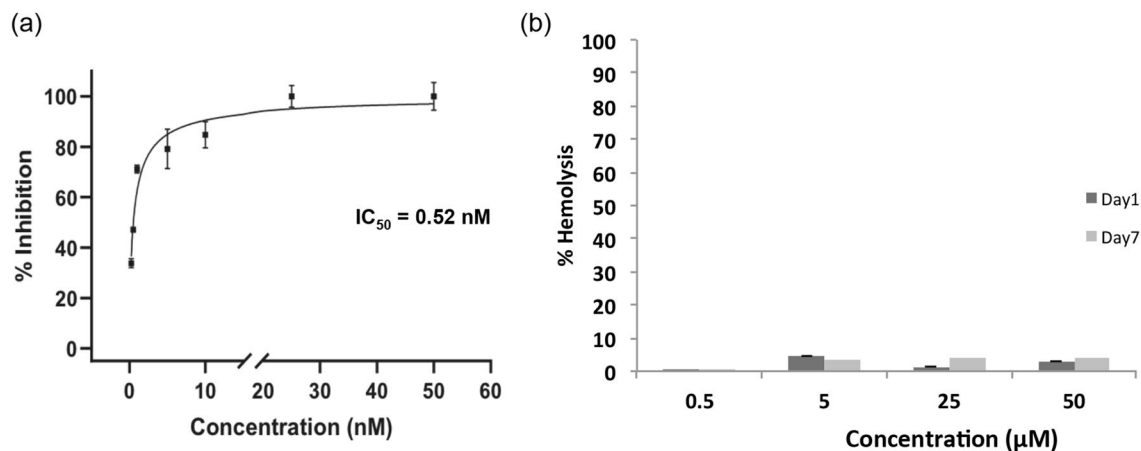 (a)
% Inhibition
100
80
60
40
20
0
IC50 = 0.52 nM
0 10 20 30 40 50 60
Concentration (nM)
(b)
% Hemolysis
100
90
80
70
60
50
40
30
20
10
0
Day1
Day7
0.5 5 25 50
Concentration (μM)